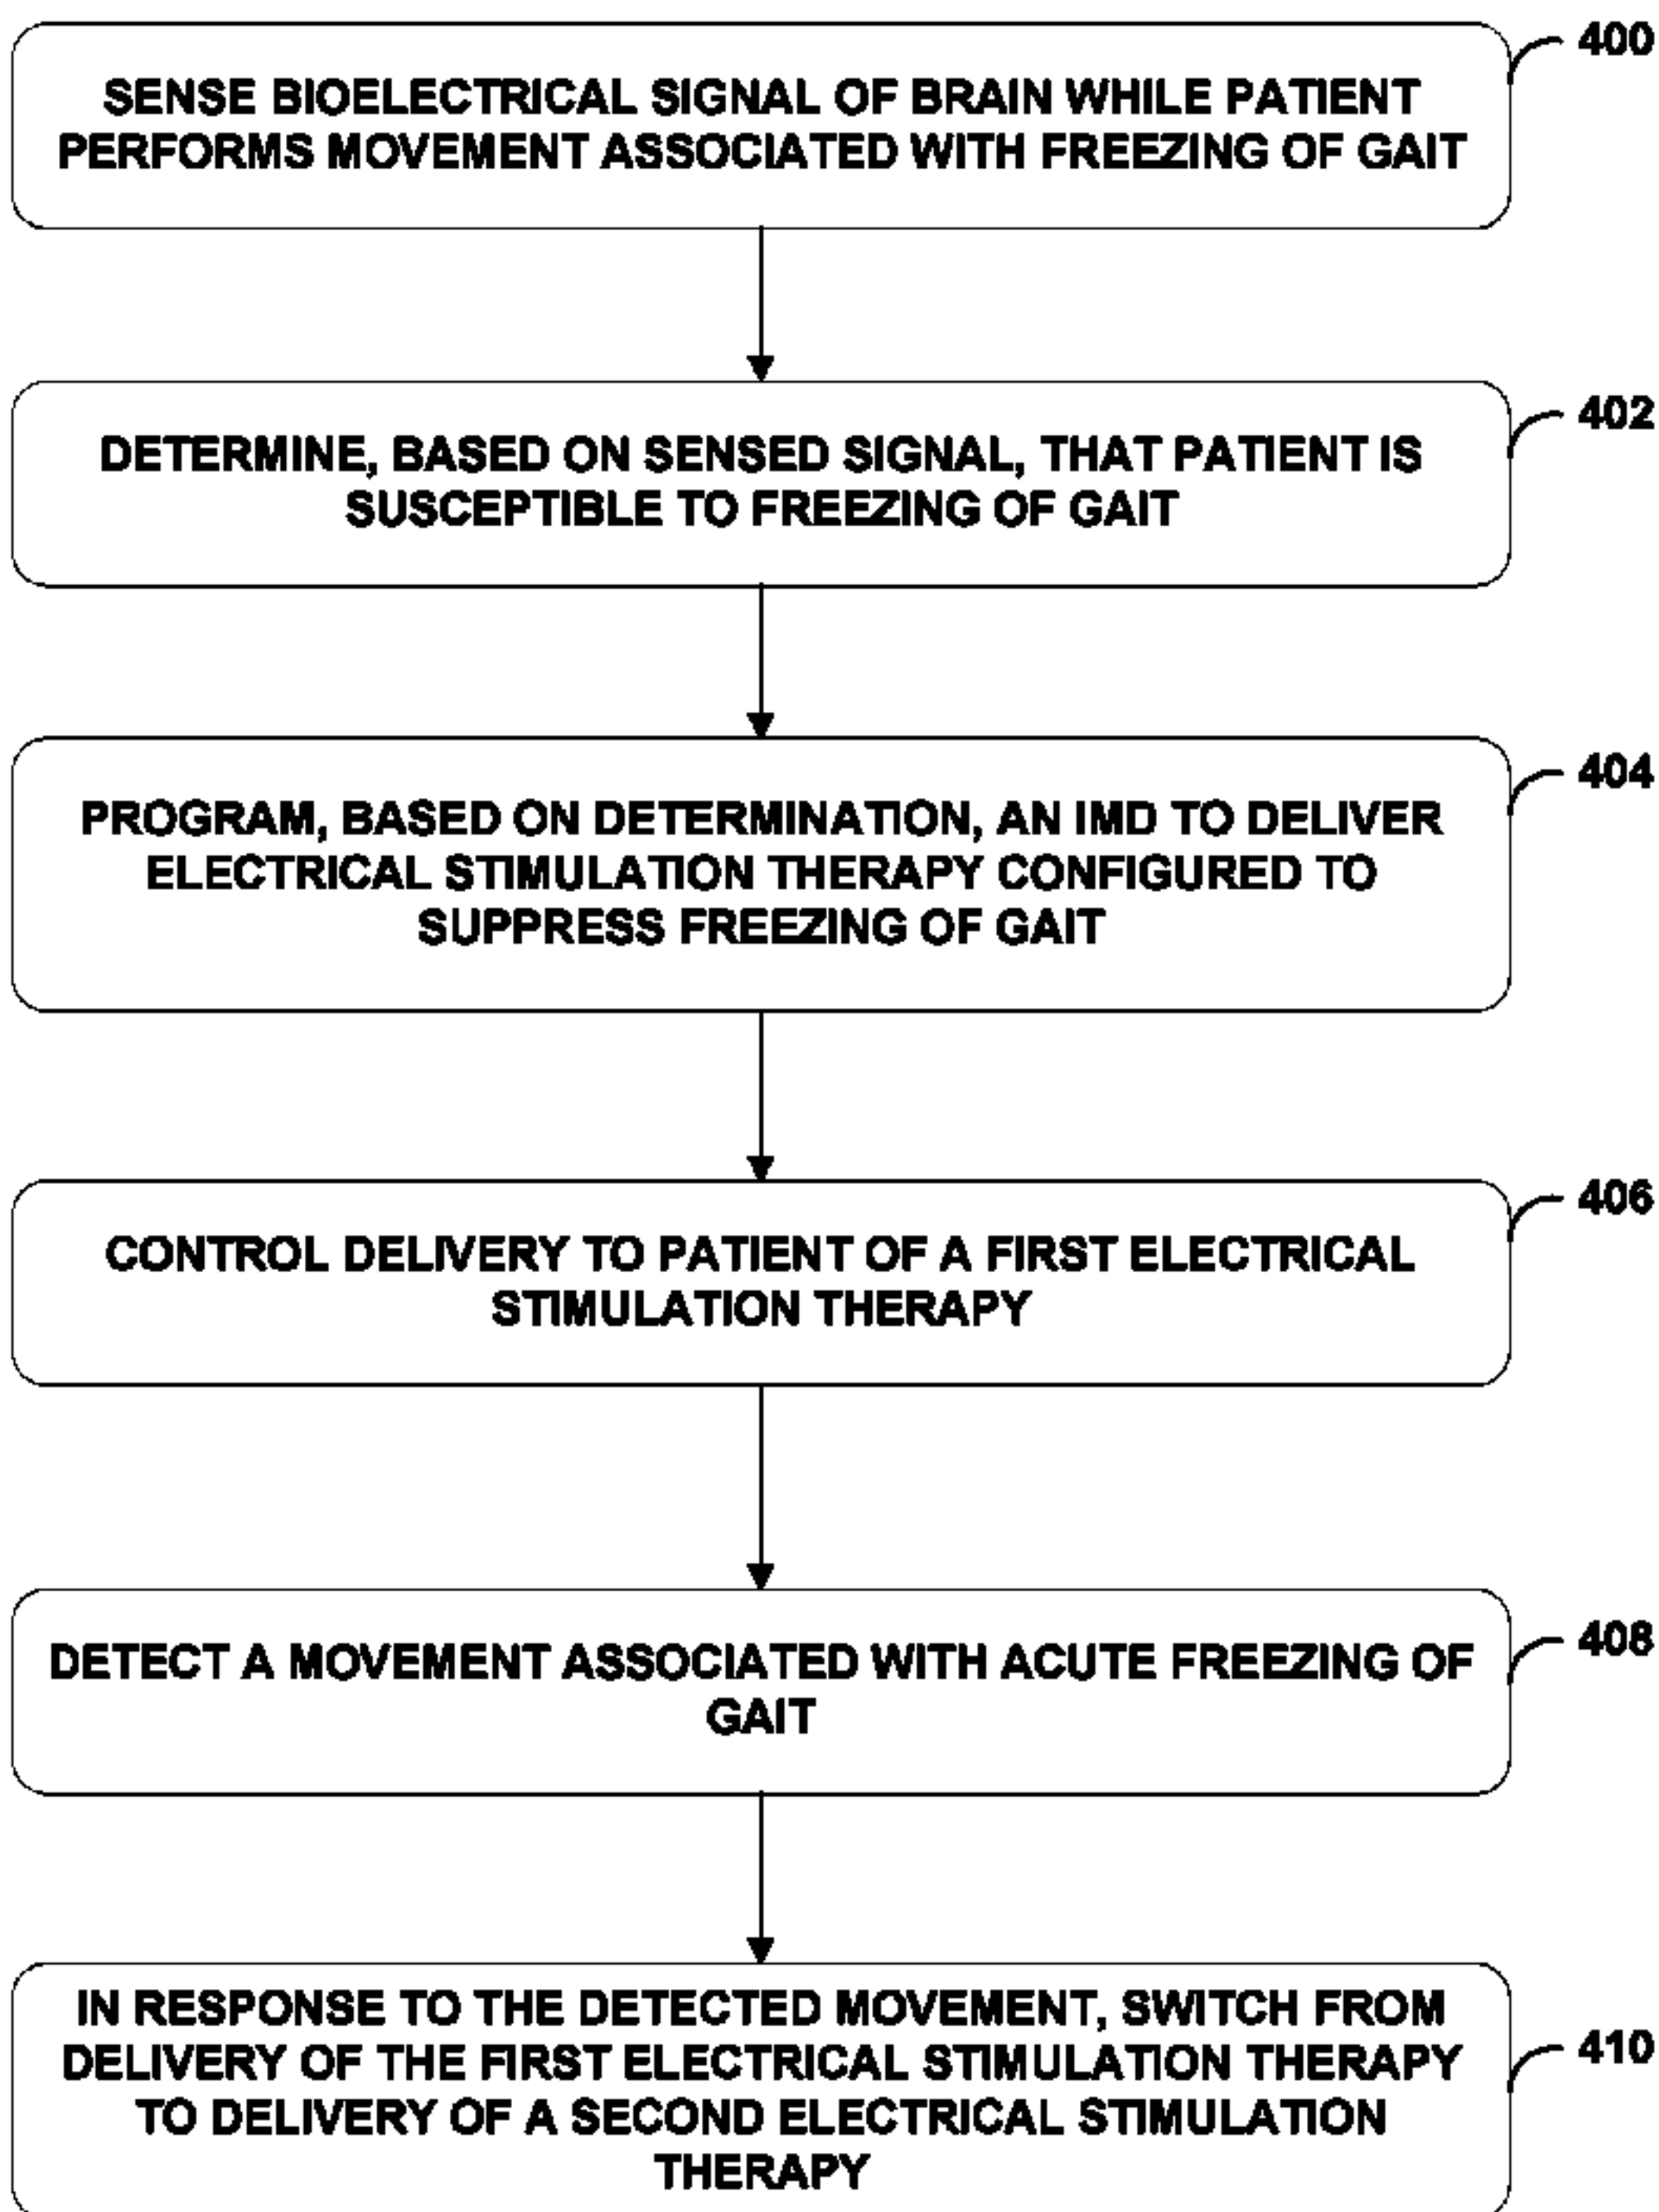 400
SENSE BIOELECTRICAL SIGNAL OF BRAIN WHILE PATIENT
PERFORMS MOVEMENT ASSOCIATED WITH FREEZING OF GAIT
402
DETERMINE, BASED ON SENSED SIGNAL, THAT PATIENT IS
SUSCEPTIBLE TO FREEZING OF GAIT
404
PROGRAM, BASED ON DETERMINATION, AN IMD TO DELIVER
ELECTRICAL STIMULATION THERAPY CONFIGURED TO
SUPPRESS FREEZING OF GAIT
406
CONTROL DELIVERY TO PATIENT OF A FIRST ELECTRICAL
STIMULATION THERAPY
408
DETECT A MOVEMENT ASSOCIATED WITH ACUTE FREEZING OF
GAIT
410
IN RESPONSE TO THE DETECTED MOVEMENT, SWITCH FROM
DELIVERY OF THE FIRST ELECTRICAL STIMULATION THERAPY
TO DELIVERY OF A SECOND ELECTRICAL STIMULATION
THERAPY